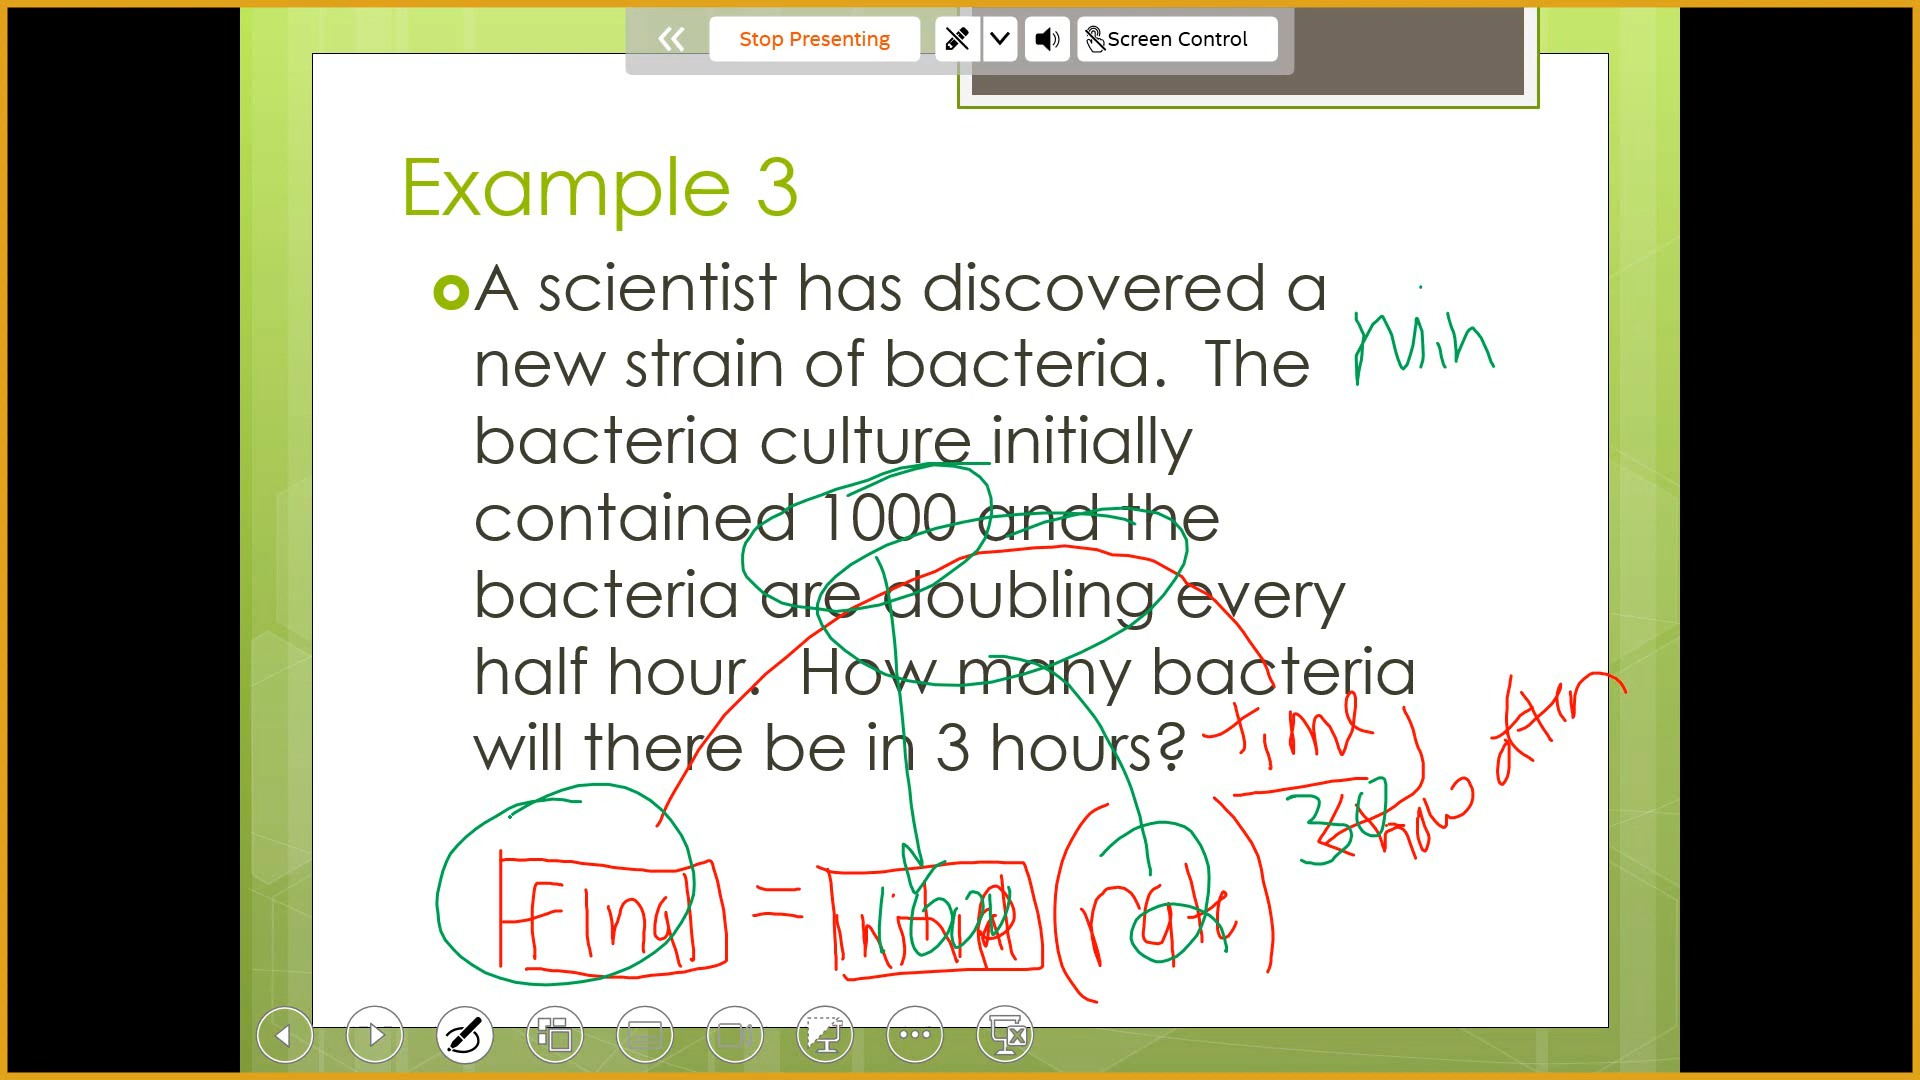 Stop Presenting
Screen Control
Example 3
A scientist has discovered a
new strain of bacteria. The
bacteria culture initially
contained 1000 and the
bacteria are doubling every
half hour. How many bacteria
will there be in 3 hours?
min
time
30
how often
Final = initial (rate)